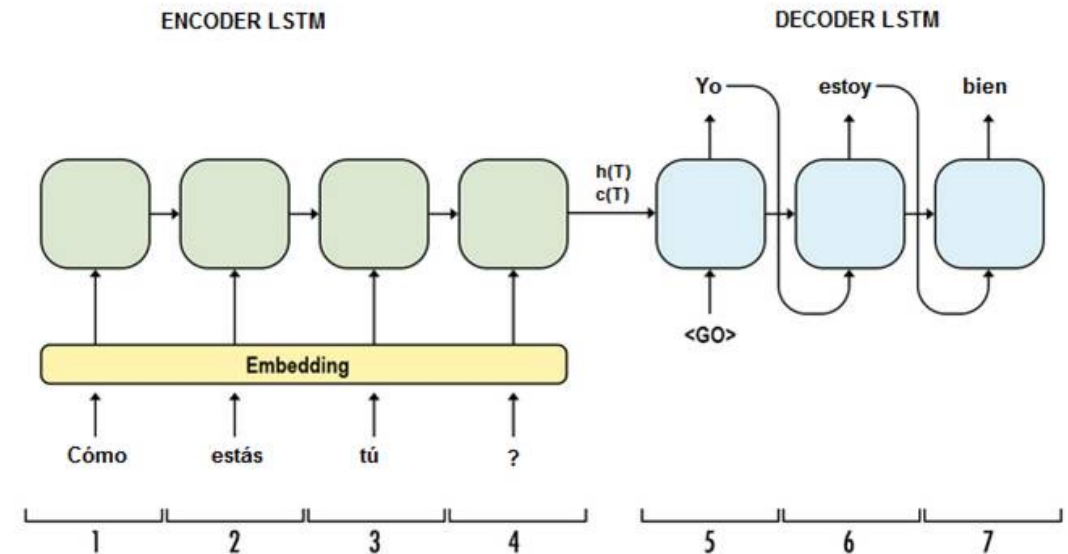 ENCODER LSTM
DECODER LSTM
Yo
estoy
bien
h(T)
c(T)
<GO>
Embedding
Cómo
estás
tú
?
1
2
3
4
5
6
7